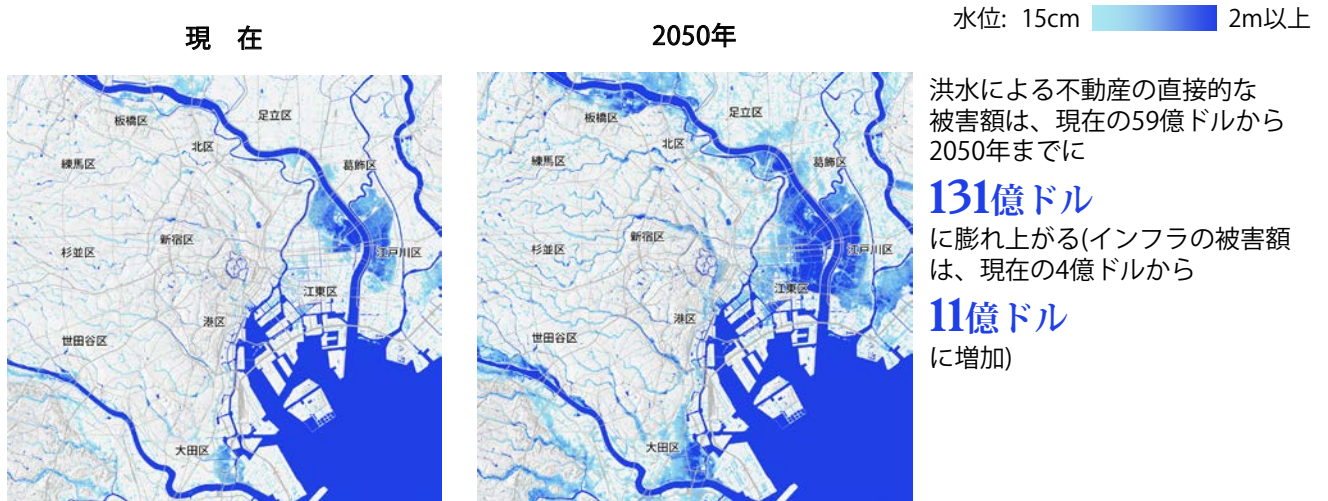 水位: 15cm 2m以上
現 在
2050年
板橋区
足立区
北区
練馬区
葛飾区
新宿区
杉並区
江戸川区
江東区
港区
世田谷区
大田区
板橋区
足立区
北区
練馬区
葛飾区
新宿区
杉並区
江戸川区
江東区
港区
世田谷区
大田区
洪水による不動産の直接的な
被害額は、現在の59億ドルから
2050年までに
131億ドル
に膨れ上がる(インフラの被害額
は、現在の4億ドルから
11億ドル
に増加)